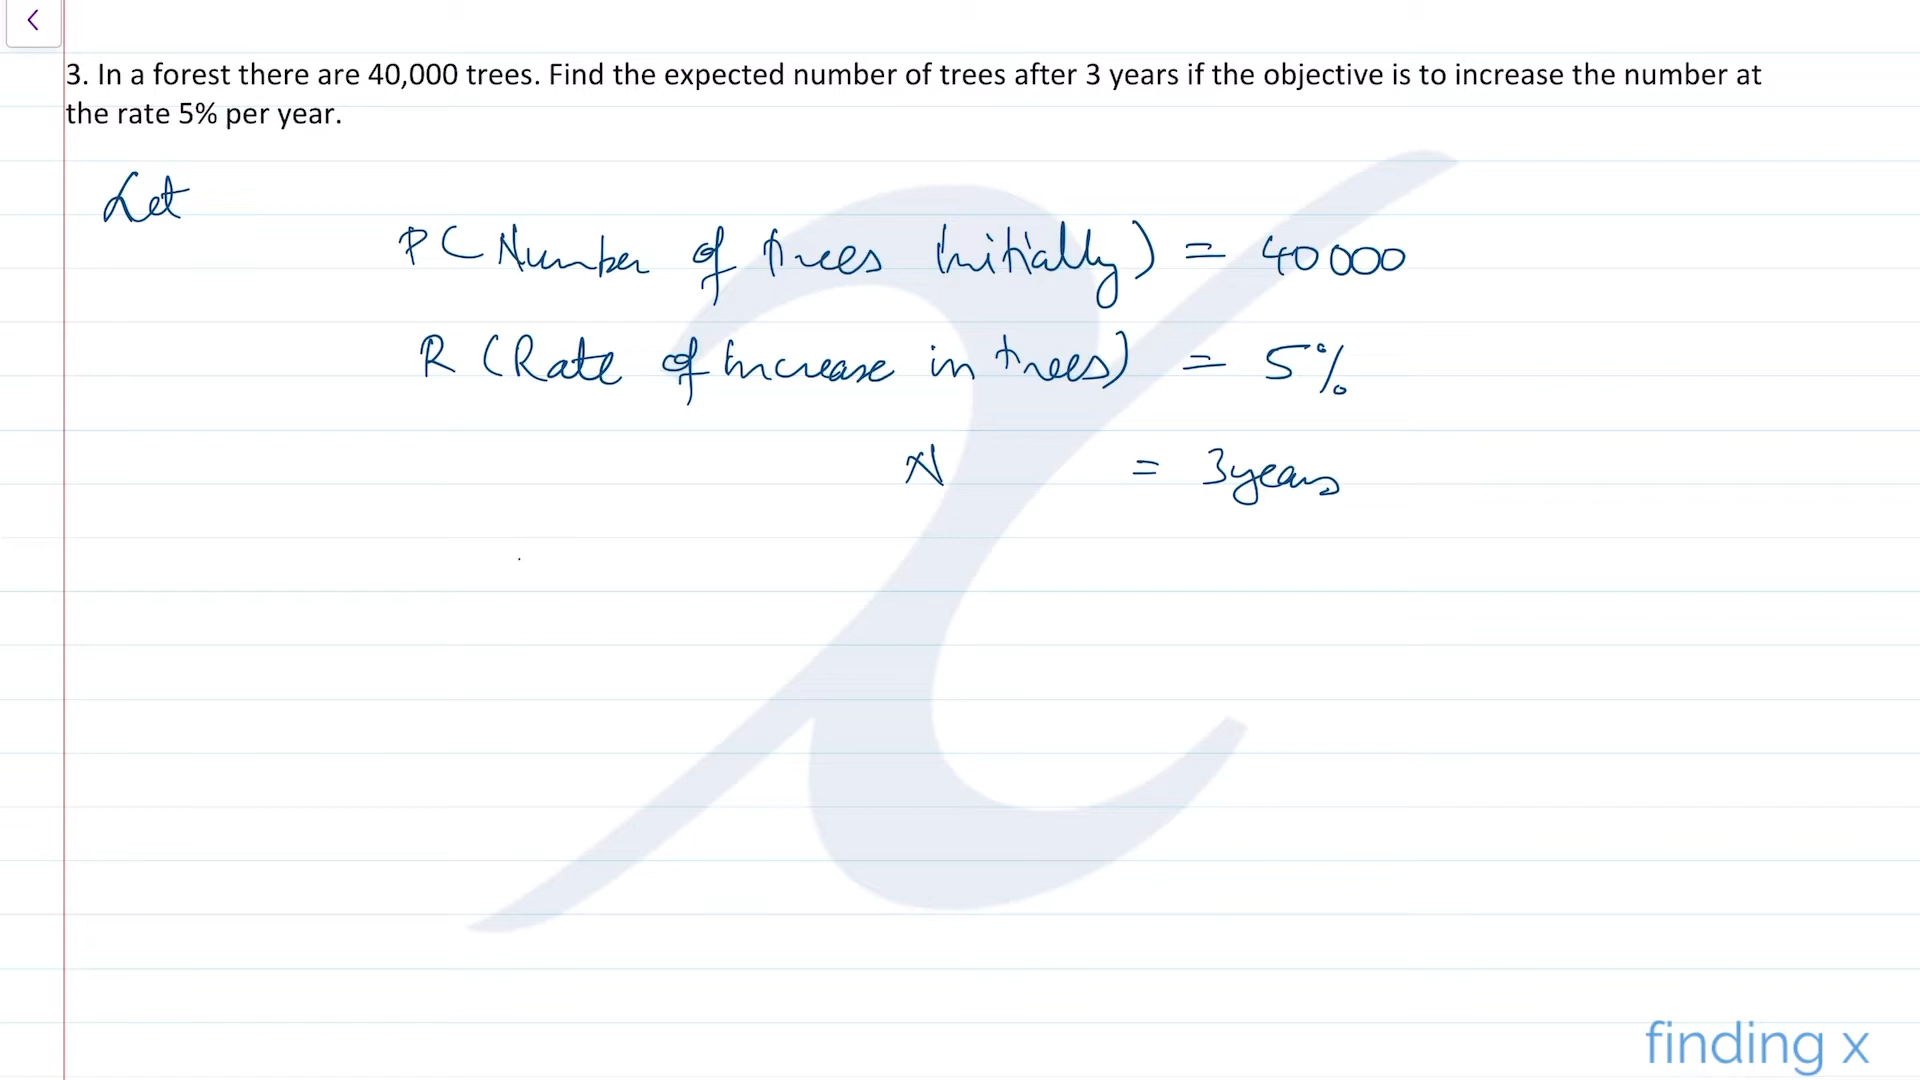 3. In a forest there are 40,000 trees. Find the expected number of trees after 3 years if the objective is to increase the number at
the rate 5% per year.
Let
P (Number of trees Initially) = 40000
R (Rate of Increase in trees) = 5%
N = 3years
finding x